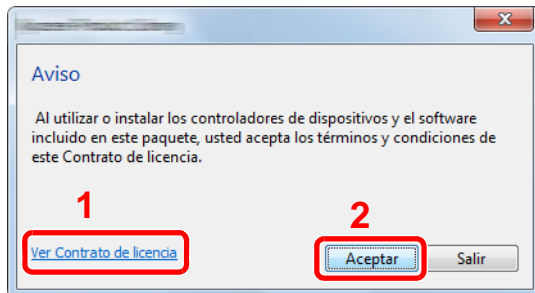 Aviso
Al utilizar o instalar los controladores de dispositivos y el software
incluido en este paquete, usted acepta los términos y condiciones de
este Contrato de licencia.
1
2
Ver Contrato de licencia
Aceptar
Salir